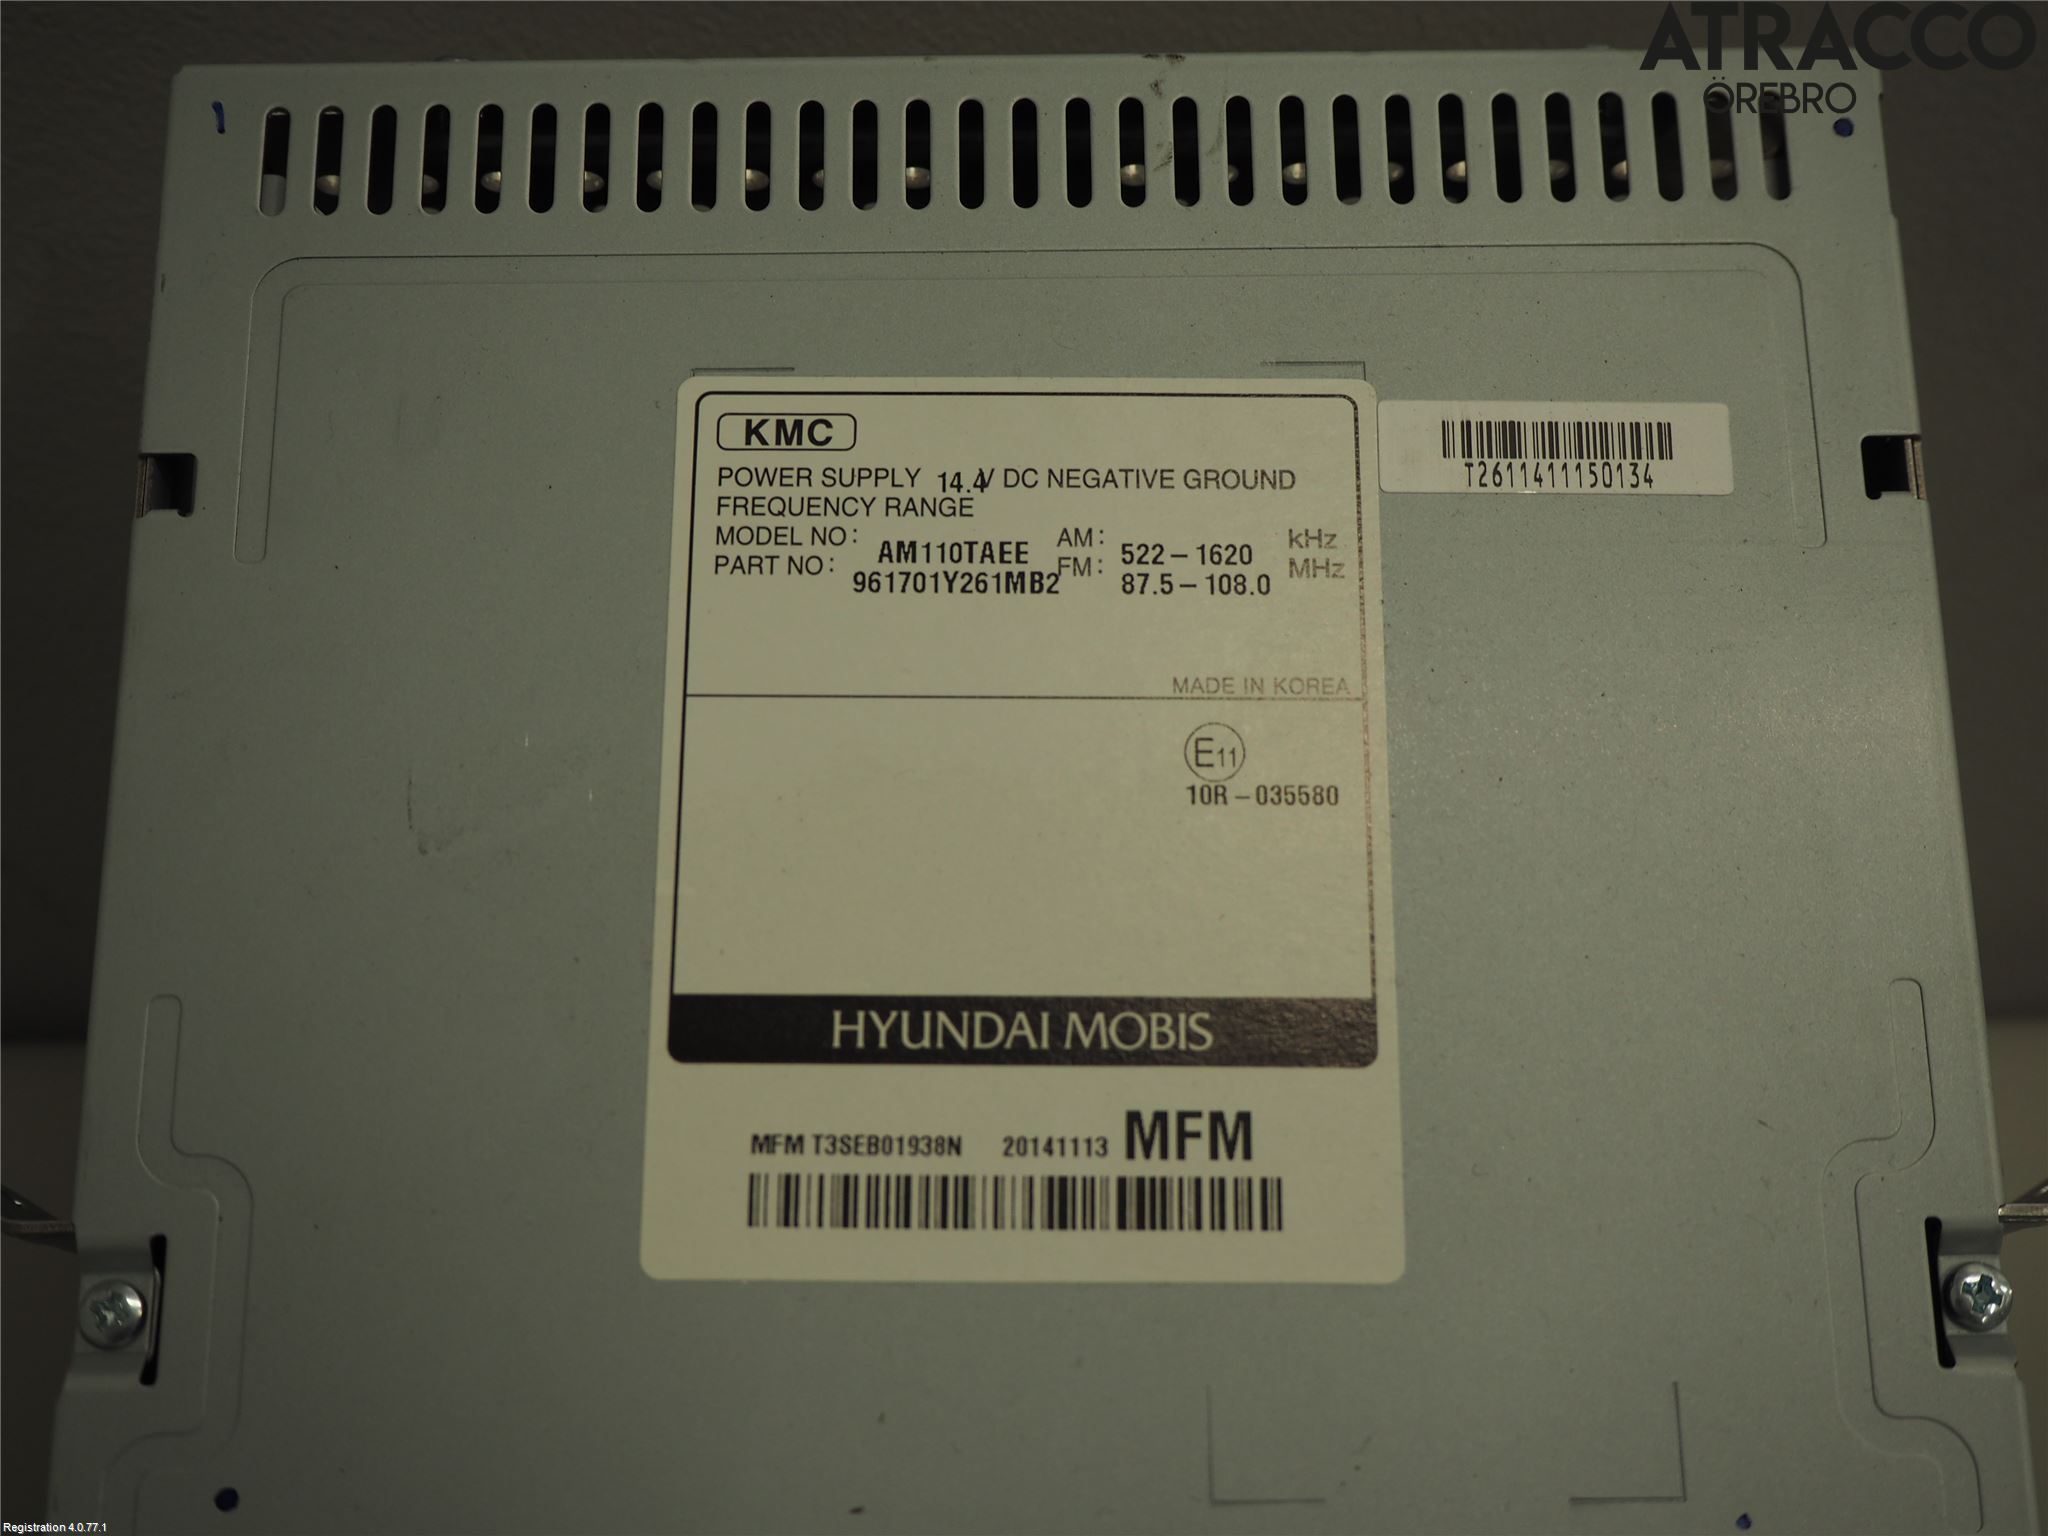 ATRACCO
ÖREBRO
KMC
POWER SUPPLY 14.4V DC NEGATIVE GROUND
FREQUENCY RANGE
MODEL NO: AM110TAEE AM: 522-1620 kHz
PART NO: 961701Y261MB2 FM: 87.5-108.0 MHz
MADE IN KOREA
T2611411150134
E11
10R-035580
HYUNDAI MOBIS
MFM T3SEB01938N 20141113 MFM
Registration 4.0.77.1